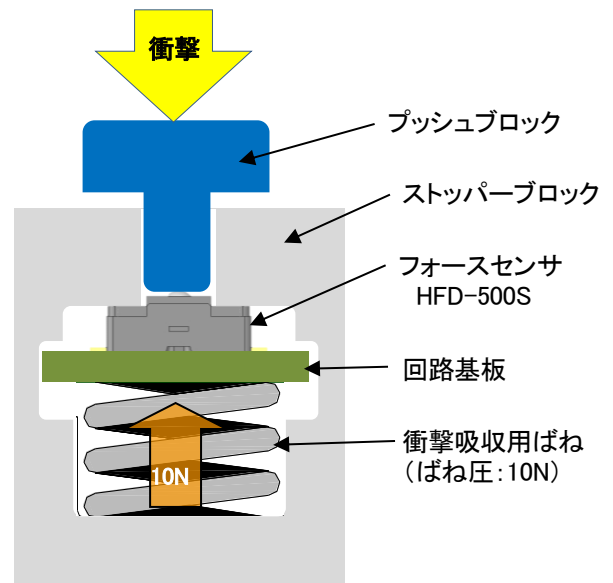 衝撃
プッシュブロック
ストッパーブロック
フォースセンサ
HFD-500S
回路基板
衝撃吸収用ばね
（ばね圧：10N）
10N